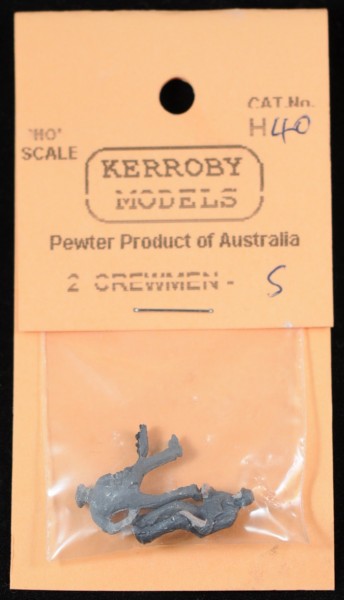 CAT.No.
H40
"HO"
SCALE
KERROBY
MODELS
Pewter Product of Australia
2 CREWMEN - S